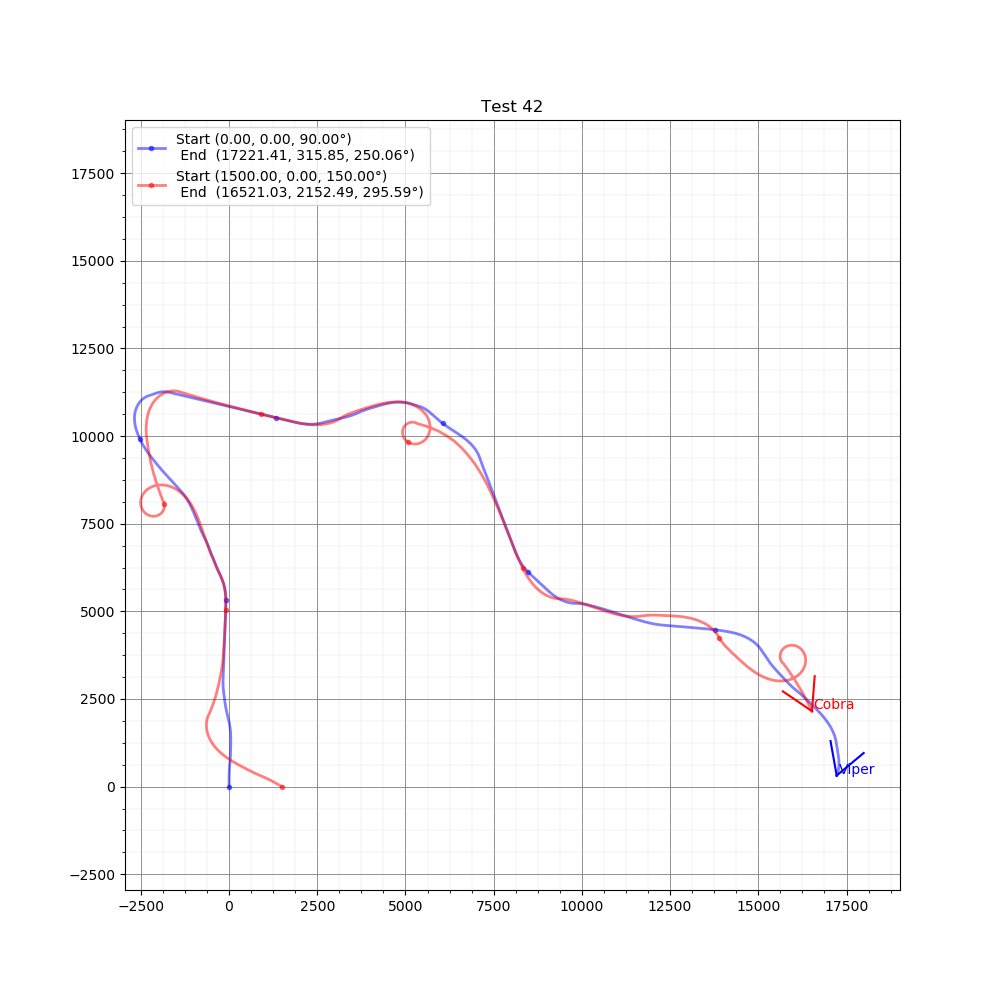 Test 42
Start (0.00, 0.00, 90.00°)
End (17221.41, 315.85, 250.06°)
Start (1500.00, 0.00, 150.00°)
End (16521.03, 2152.49, 295.59°)
17500
15000
12500
10000
7500
5000
2500
0
−2500
Cobra
Viper
−2500 0 2500 5000 7500 10000 12500 15000 17500